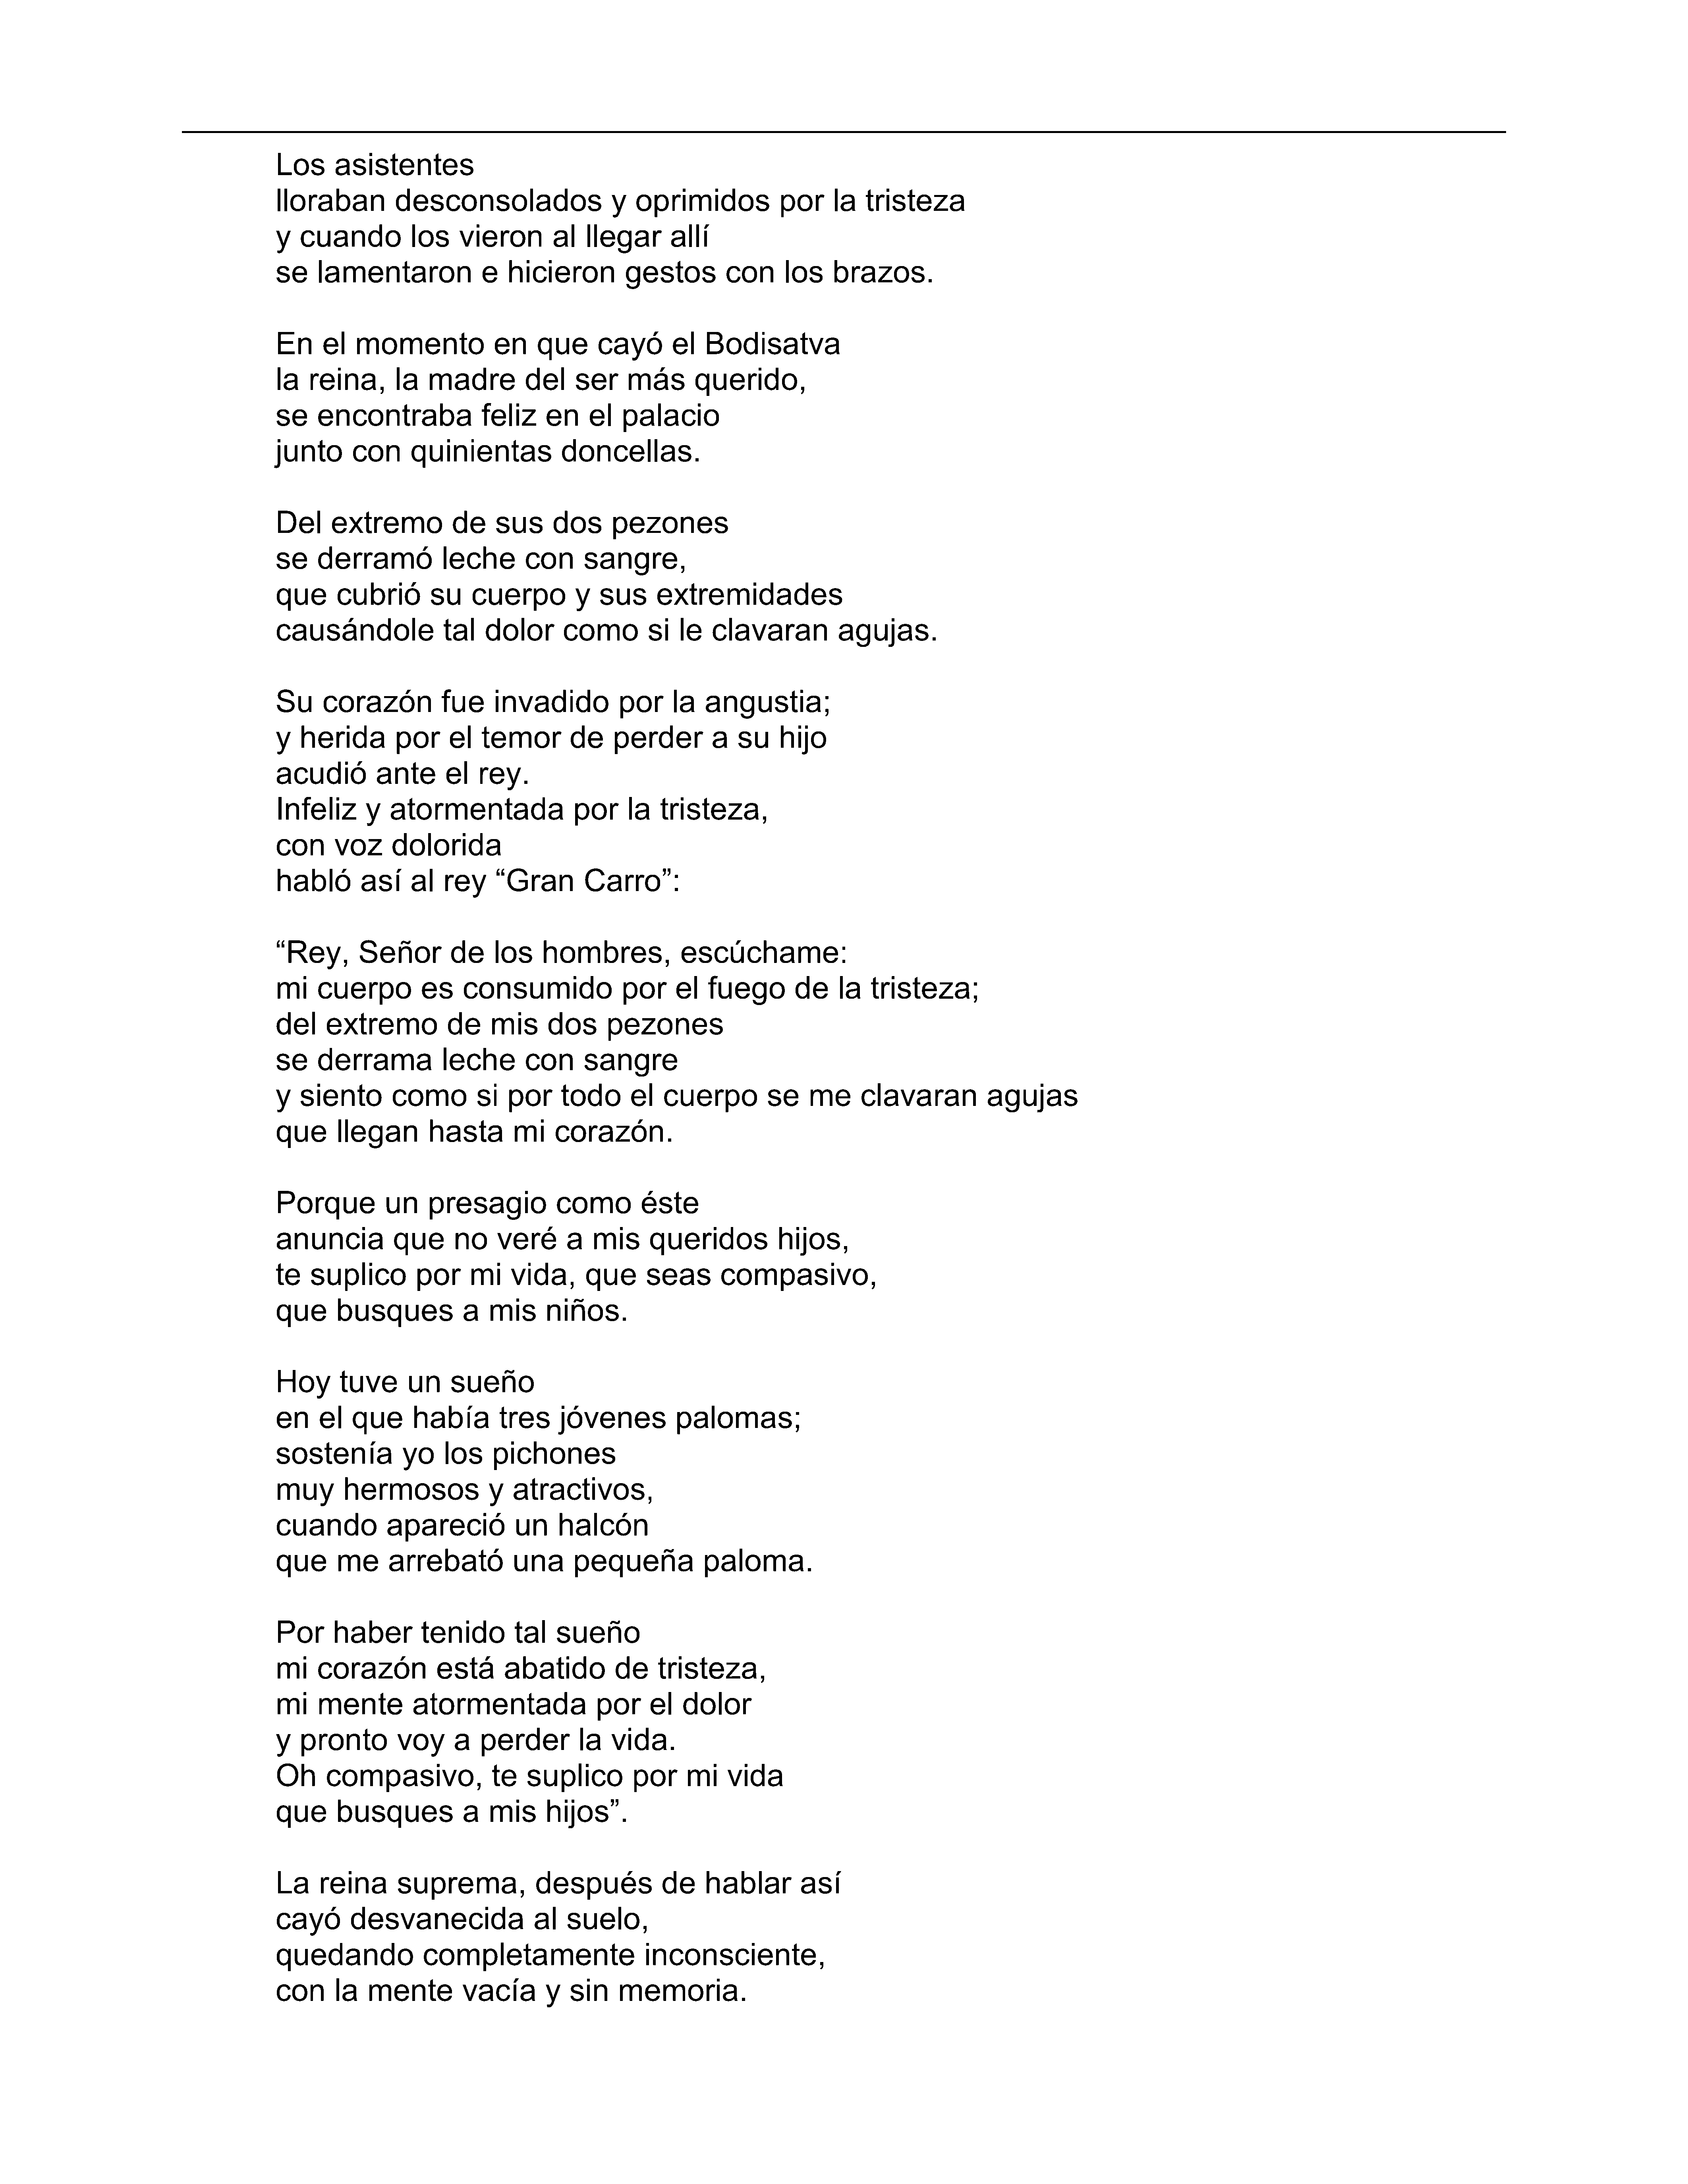 Los asistentes
lloraban desconsolados y oprimidos por la tristeza
y cuando los vieron al llegar allí
se lamentaron e hicieron gestos con los brazos.

En el momento en que cayó el Bodisatva
la reina, la madre del ser más querido,
se encontraba feliz en el palacio
junto con quinientas doncellas.

Del extremo de sus dos pezones
se derramó leche con sangre,
que cubrió su cuerpo y sus extremidades
causándole tal dolor como si le clavaran agujas.

Su corazón fue invadido por la angustia;
y herida por el temor de perder a su hijo
acudió ante el rey.
Infeliz y atormentada por la tristeza,
con voz dolorida
habló así al rey “Gran Carro”:

“Rey, Señor de los hombres, escúchame:
mi cuerpo es consumido por el fuego de la tristeza;
del extremo de mis dos pezones
se derrama leche con sangre
y siento como si por todo el cuerpo se me clavaran agujas
que llegan hasta mi corazón.

Porque un presagio como éste
anuncia que no veré a mis queridos hijos,
te suplico por mi vida, que seas compasivo,
que busques a mis niños.

Hoy tuve un sueño
en el que había tres jóvenes palomas;
sostenía yo los pichones
muy hermosos y atractivos,
cuando apareció un halcón
que me arrebató una pequeña paloma.

Por haber tenido tal sueño
mi corazón está abatido de tristeza,
mi mente atormentada por el dolor
y pronto voy a perder la vida.
Oh compasivo, te suplico por mi vida
que busques a mis hijos”.

La reina suprema, después de hablar así
cayó desvanecida al suelo,
quedando completamente inconsciente,
con la mente vacía y sin memoria.